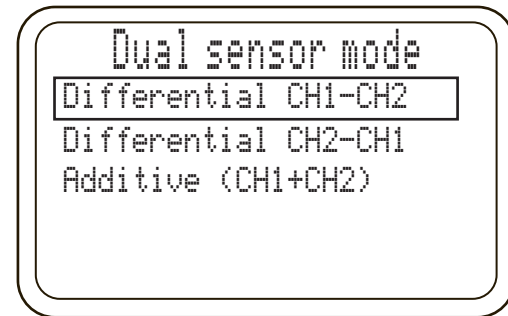 Dual sensor mode
Differential CH1-CH2
Differential CH2-CH1
Additive (CH1+CH2)